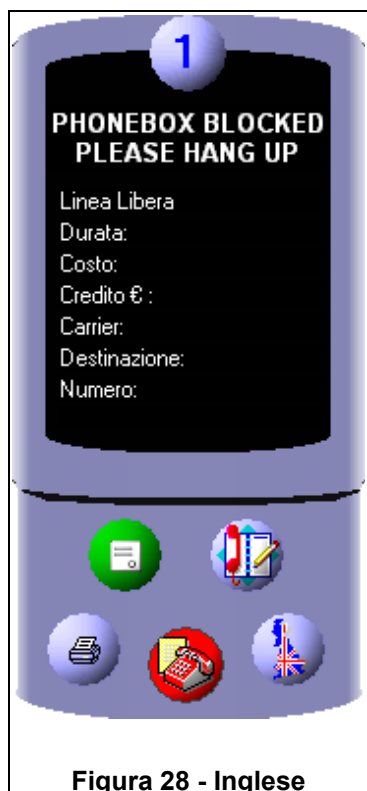 1
PHONEBOX BLOCKED
PLEASE HANG UP
Linea Libera
Durata:
Costo:
Credito € :
Carrier:
Destinazione:
Numero:
Figura 28 - Inglese